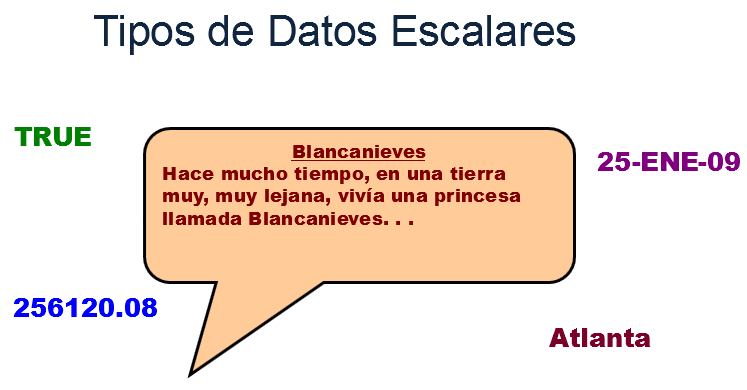 Tipos de Datos Escalares
TRUE
Blancanieves
Hace mucho tiempo, en una tierra
muy, muy lejana, vivía una princesa
llamada Blancanieves. . .
25-ENE-09
256120.08
Atlanta